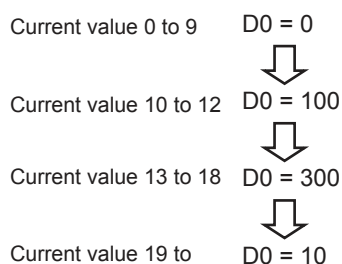 Current value 0 to 9 D0 = 0
Current value 10 to 12 D0 = 100
Current value 13 to 18 D0 = 300
Current value 19 to D0 = 10